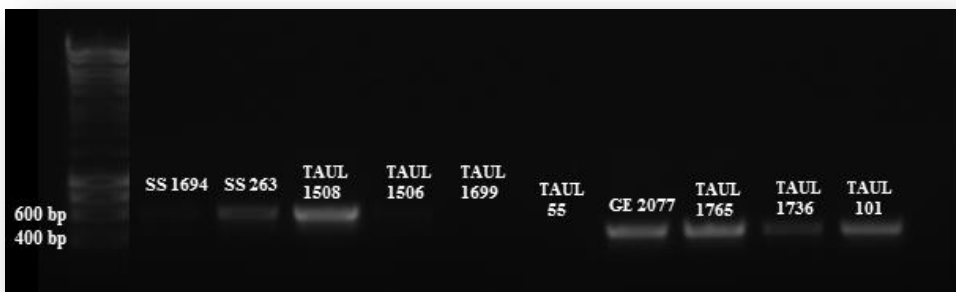 SS 1694
SS 263
TAUL
1508
TAUL
1506
TAUL
1699
TAUL
55
GE 2077
TAUL
1765
TAUL
1736
TAUL
101
600 bp
400 bp